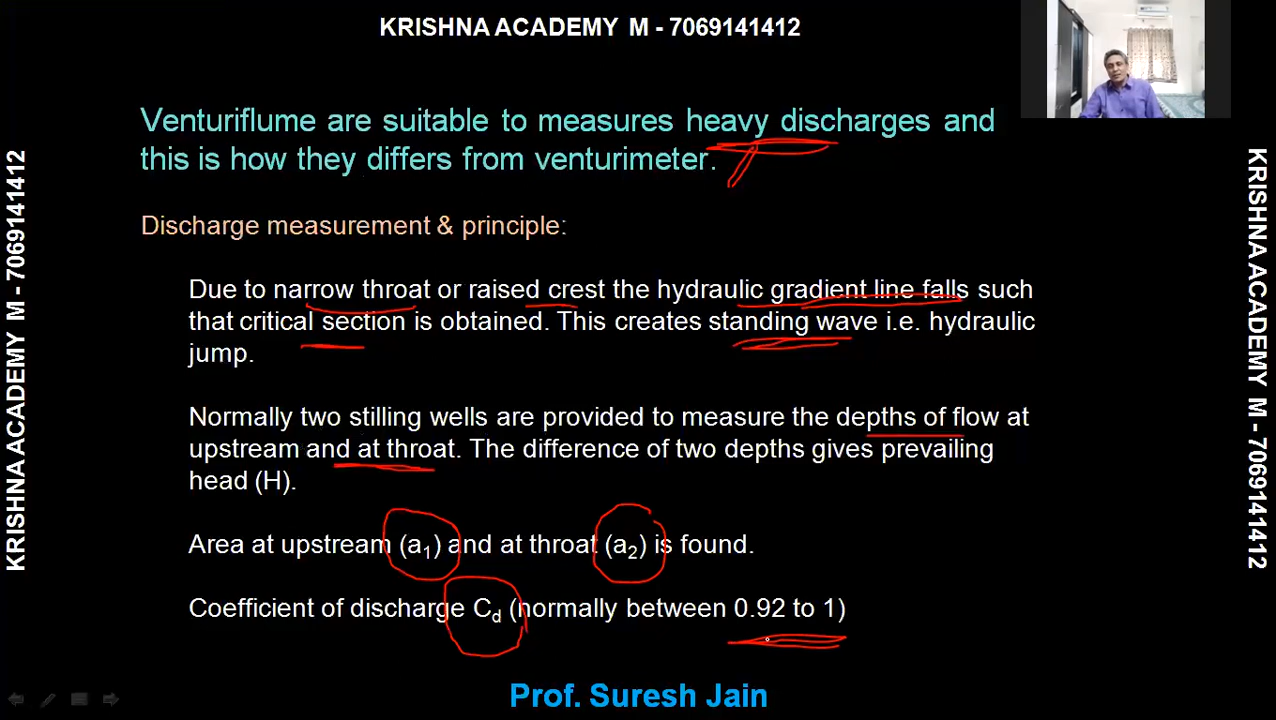 KRISHNA ACADEMY M - 7069141412
Venturiflume are suitable to measures heavy discharges and
this is how they differs from venturimeter.
Discharge measurement & principle:
Due to narrow throat or raised crest the hydraulic gradient line falls such
that critical section is obtained. This creates standing wave i.e. hydraulic
jump.
Normally two stilling wells are provided to measure the depths of flow at
upstream and at throat. The difference of two depths gives prevailing
head (H).
Area at upstream (a₁) and at throat (a₂) is found.
Coefficient of discharge C_d (normally between 0.92 to 1)
Prof. Suresh Jain
KRISHNA ACADEMY M - 7069141412
KRISHNA ACADEMY M - 7069141412